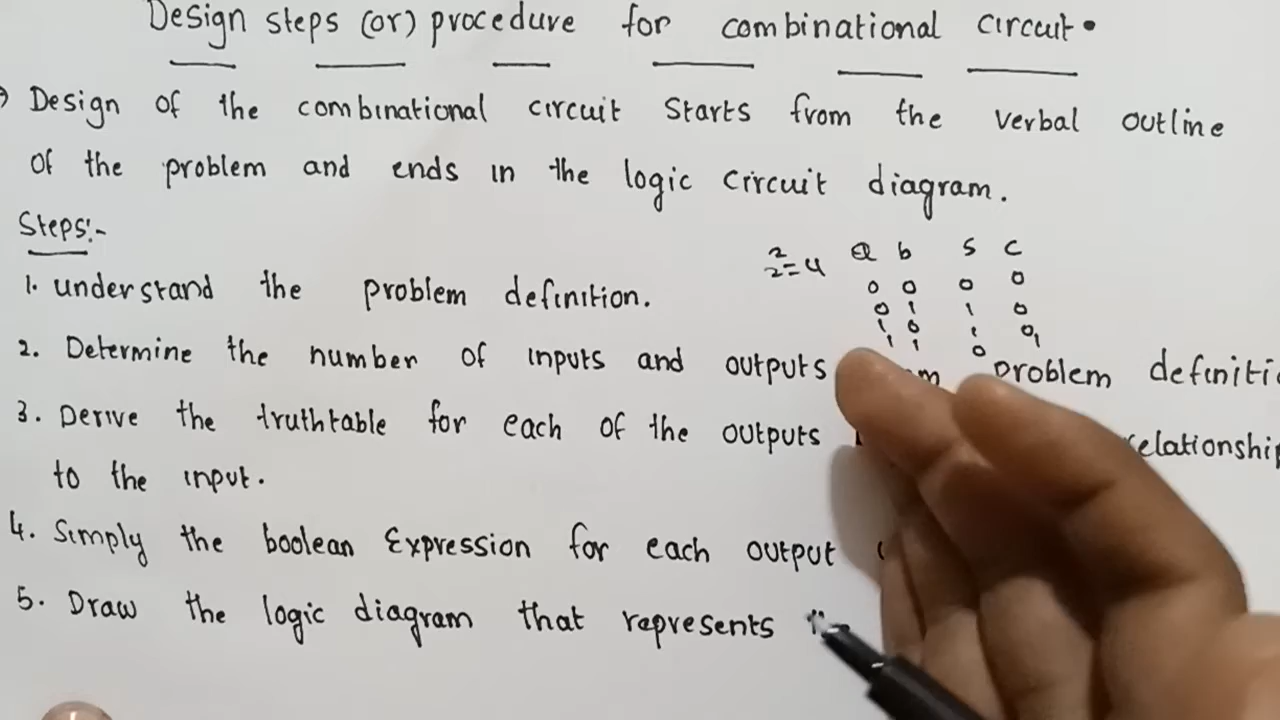 Design steps (or) procedure for combinational circuit.
Design of the combinational circuit starts from the verbal outline
of the problem and ends in the logic circuit diagram.
Steps:-
1. understand the problem definition.
2. Determine the number of inputs and outputs problem
3. Derive the truthtable for each of the outputs
to the input.
4. Simply the boolean Expression for each output
5. Draw the logic diagram that represents
2² = 4
a b s c
0 0 0 0
0 1 1 0
1 0 1 0
1 1 0 1